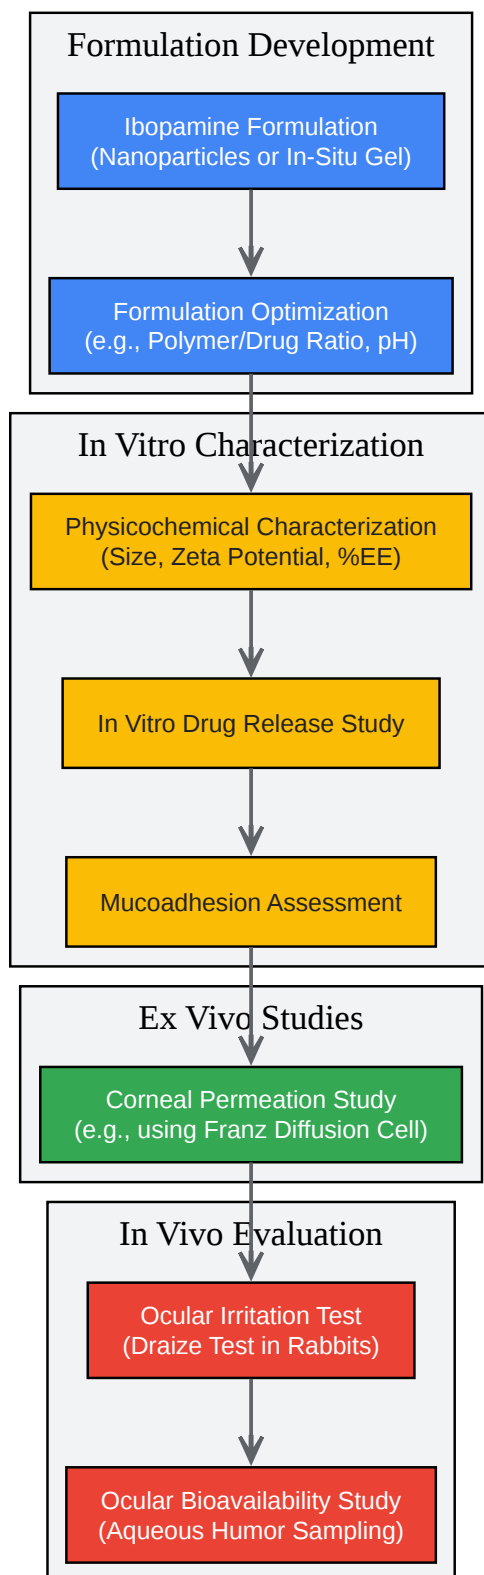 Formulation Development
Ibopamine Formulation
(Nanoparticles or In-Situ Gel)
Formulation Optimization
(e.g., Polymer/Drug Ratio, pH)
In Vitro Characterization
Physicochemical Characterization
(Size, Zeta Potential, %EE)
In Vitro Drug Release Study
Mucoadhesion Assessment
Ex Vivo Studies
Corneal Permeation Study
(e.g., using Franz Diffusion Cell)
In Vivo Evaluation
Ocular Irritation Test
(Draize Test in Rabbits)
Ocular Bioavailability Study
(Aqueous Humor Sampling)